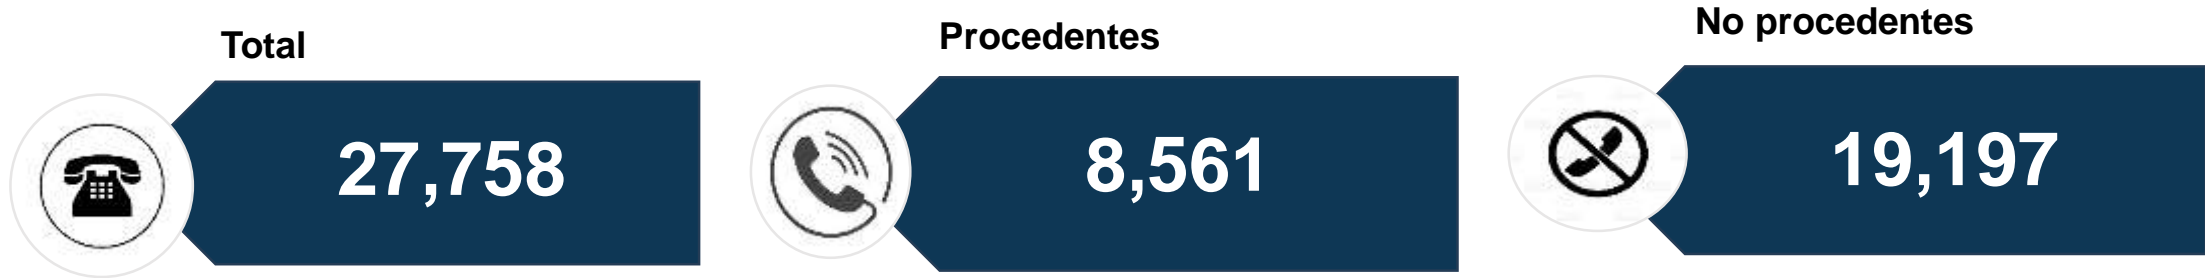 Total
27,758
Procedentes
8,561
No procedentes
19,197